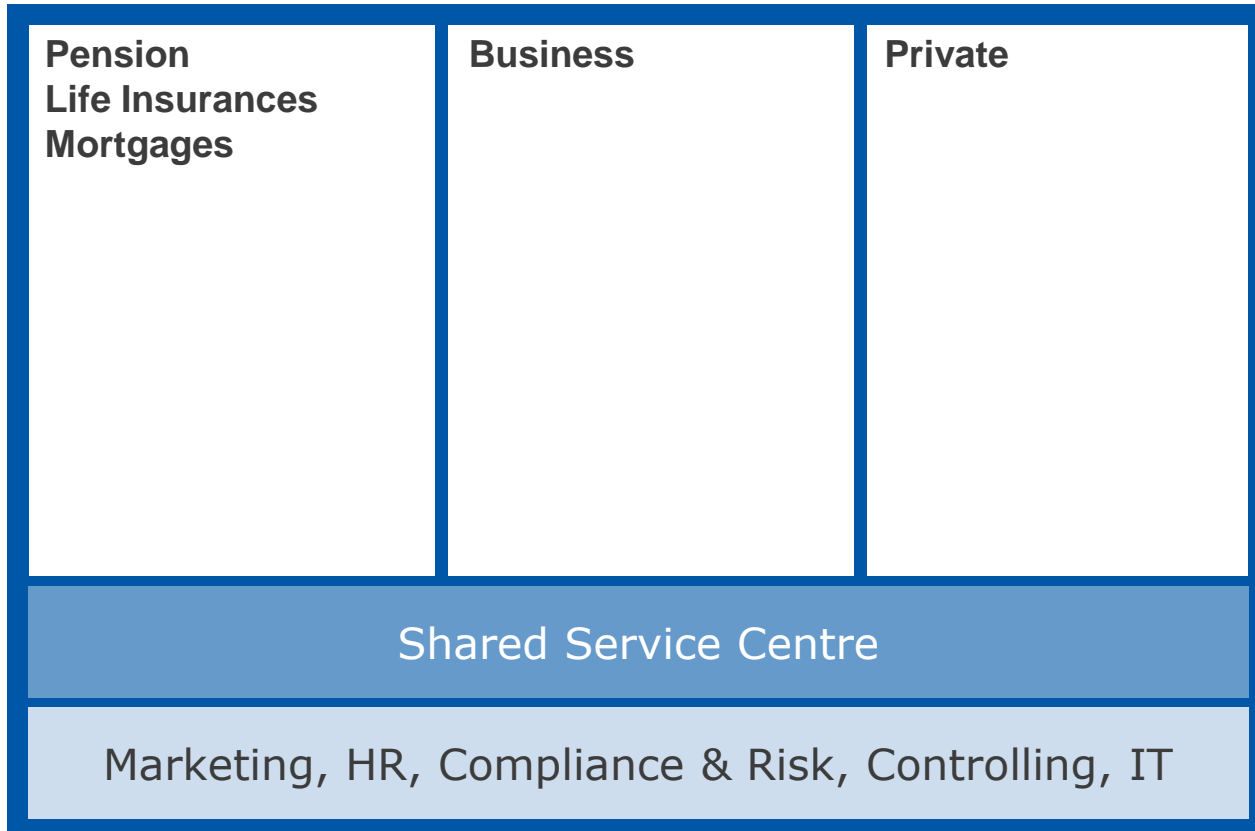 Pension
Life Insurances
Mortgages
Business
Private
Shared Service Centre
Marketing, HR, Compliance & Risk, Controlling, IT